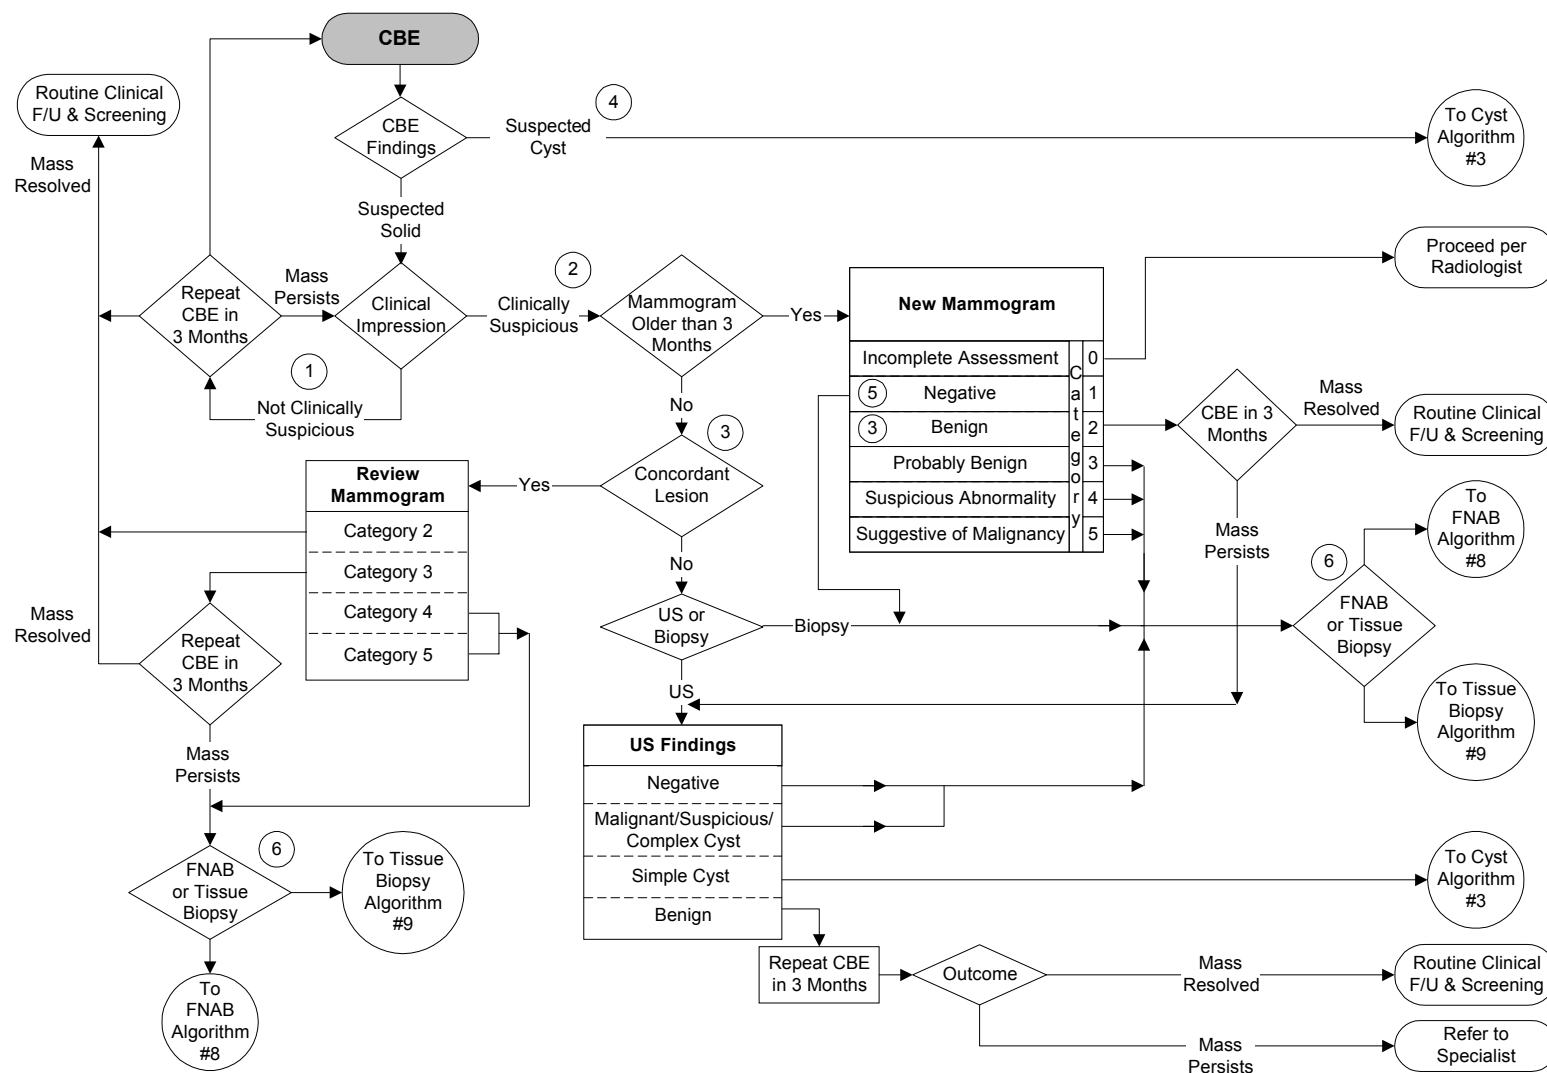 CBE
Routine Clinical
F/U & Screening
CBE
Findings
4
Suspected
Cyst
To Cyst
Algorithm
#3
Mass
Resolved
Suspected
Solid
Repeat
CBE in
3 Months
Mass
Persists
Clinical
Impression
2
Clinically
Suspicious
Mammogram
Older than 3
Months
Yes
New Mammogram
Incomplete Assessment
Negative
Benign
Probably Benign
Suspicious Abnormality
Suggestive of Malignancy
5
3
Category
0
1
2
3
4
5
Proceed per
Radiologist
1
Not Clinically
Suspicious
No
3
Concordant
Lesion
Yes
Review
Mammogram
Category 2
Category 3
Category 4
Category 5
CBE in 3
Months
Mass
Resolved
Routine Clinical
F/U & Screening
Mass
Persists
To
FNAB
Algorithm
#8
6
FNAB
or Tissue
Biopsy
To Tissue
Biopsy
Algorithm
#9
No
US or
Biopsy
Biopsy
US
Mass
Resolved
Repeat
CBE in
3 Months
Mass
Persists
6
FNAB
or Tissue
Biopsy
To Tissue
Biopsy
Algorithm
#9
To
FNAB
Algorithm
#8
US Findings
Negative
Malignant/Suspicious/
Complex Cyst
Simple Cyst
Benign
To Cyst
Algorithm
#3
Repeat CBE
in 3 Months
Outcome
Mass
Resolved
Routine Clinical
F/U & Screening
Mass
Persists
Refer to
Specialist